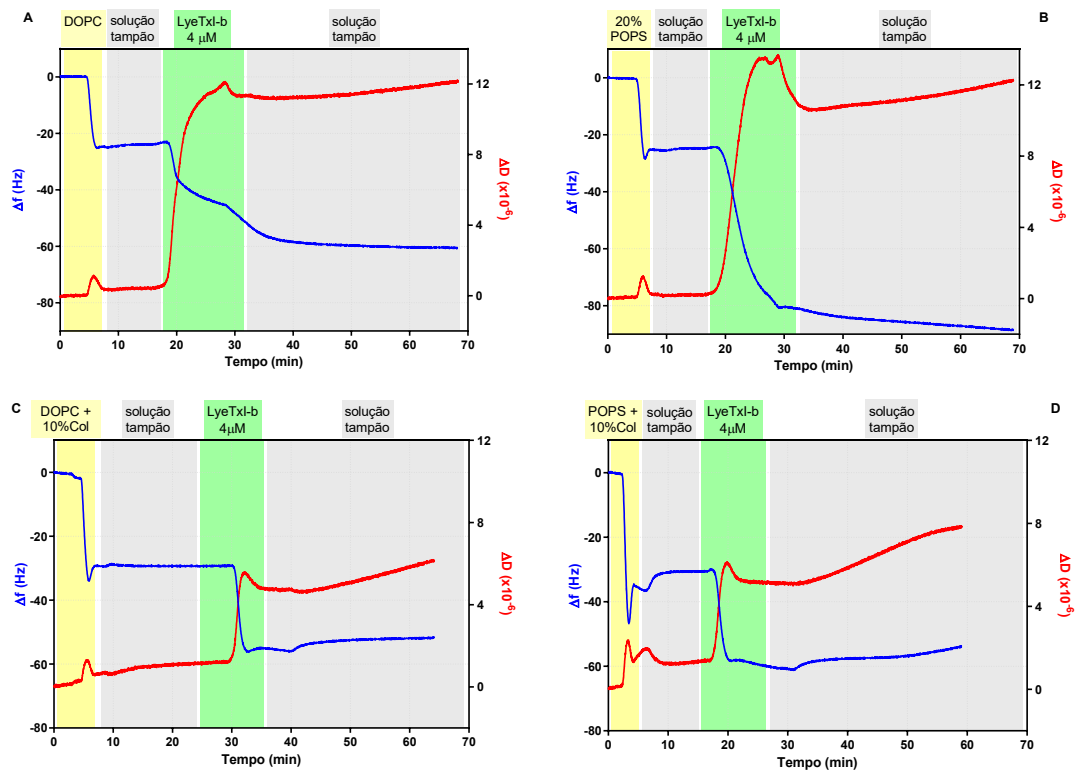 A
DOPC
solução
tampão
LyeTxI-b
4 μM
solução
tampão
0
-20
-40
-60
-80
Δf (Hz)
12
8
4
0
ΔD (x10-6)
0 10 20 30 40 50 60 70
Tempo (min)
B
20%
POPS
solução
tampão
LyeTxI-b
4 μM
solução
tampão
0
-20
-40
-60
-80
Δf (Hz)
12
8
4
0
ΔD (x10-6)
0 10 20 30 40 50 60 70
Tempo (min)
C
DOPC +
10%Col
solução
tampão
LyeTxI-b
4μM
solução
tampão
0
-20
-40
-60
-80
Δf (Hz)
12
8
4
0
ΔD (x10-6)
0 10 20 30 40 50 60 70
Tempo (min)
D
POPS +
10%Col
solução
tampão
LyeTxI-b
4μM
solução
tampão
0
-20
-40
-60
-80
Δf (Hz)
12
8
4
0
ΔD (x10-6)
0 10 20 30 40 50 60 70
Tempo (min)